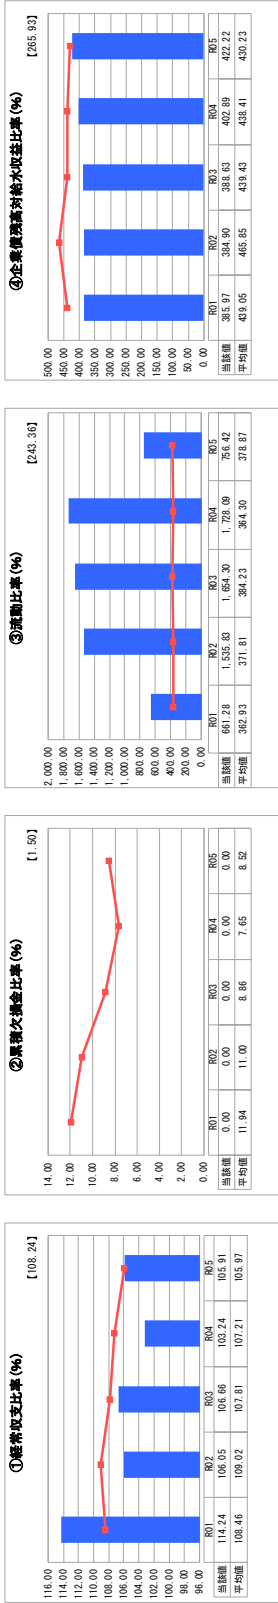 ①経常収支比率(%)
【108.24】
116.00
114.00
112.00
110.00
108.00
106.00
104.00
102.00
100.00
98.00
96.00
R01 R02 R03 R04 R05
当該値 114.24 106.05 106.66 103.24 105.91
平均値 108.46 109.02 107.81 107.21 105.97
②累積欠損金比率(%)
【1.50】
14.00
12.00
10.00
8.00
6.00
4.00
2.00
0.00
R01 R02 R03 R04 R05
当該値 0.00 0.00 0.00 0.00 0.00
平均値 11.94 11.00 8.86 7.65 8.52
③流動比率(%)
【243.36】
2,000.00
1,800.00
1,600.00
1,400.00
1,200.00
1,000.00
800.00
600.00
400.00
200.00
0.00
R01 R02 R03 R04 R05
当該値 661.28 1,535.83 1,654.30 1,728.09 756.42
平均値 362.93 371.81 384.23 364.30 378.87
④企業債残高対給水収益比率(%)
【265.93】
500.00
450.00
400.00
350.00
300.00
250.00
200.00
150.00
100.00
50.00
0.00
R01 R02 R03 R04 R05
当該値 385.97 384.90 388.63 402.89 422.22
平均値 439.05 465.85 439.43 438.41 430.23